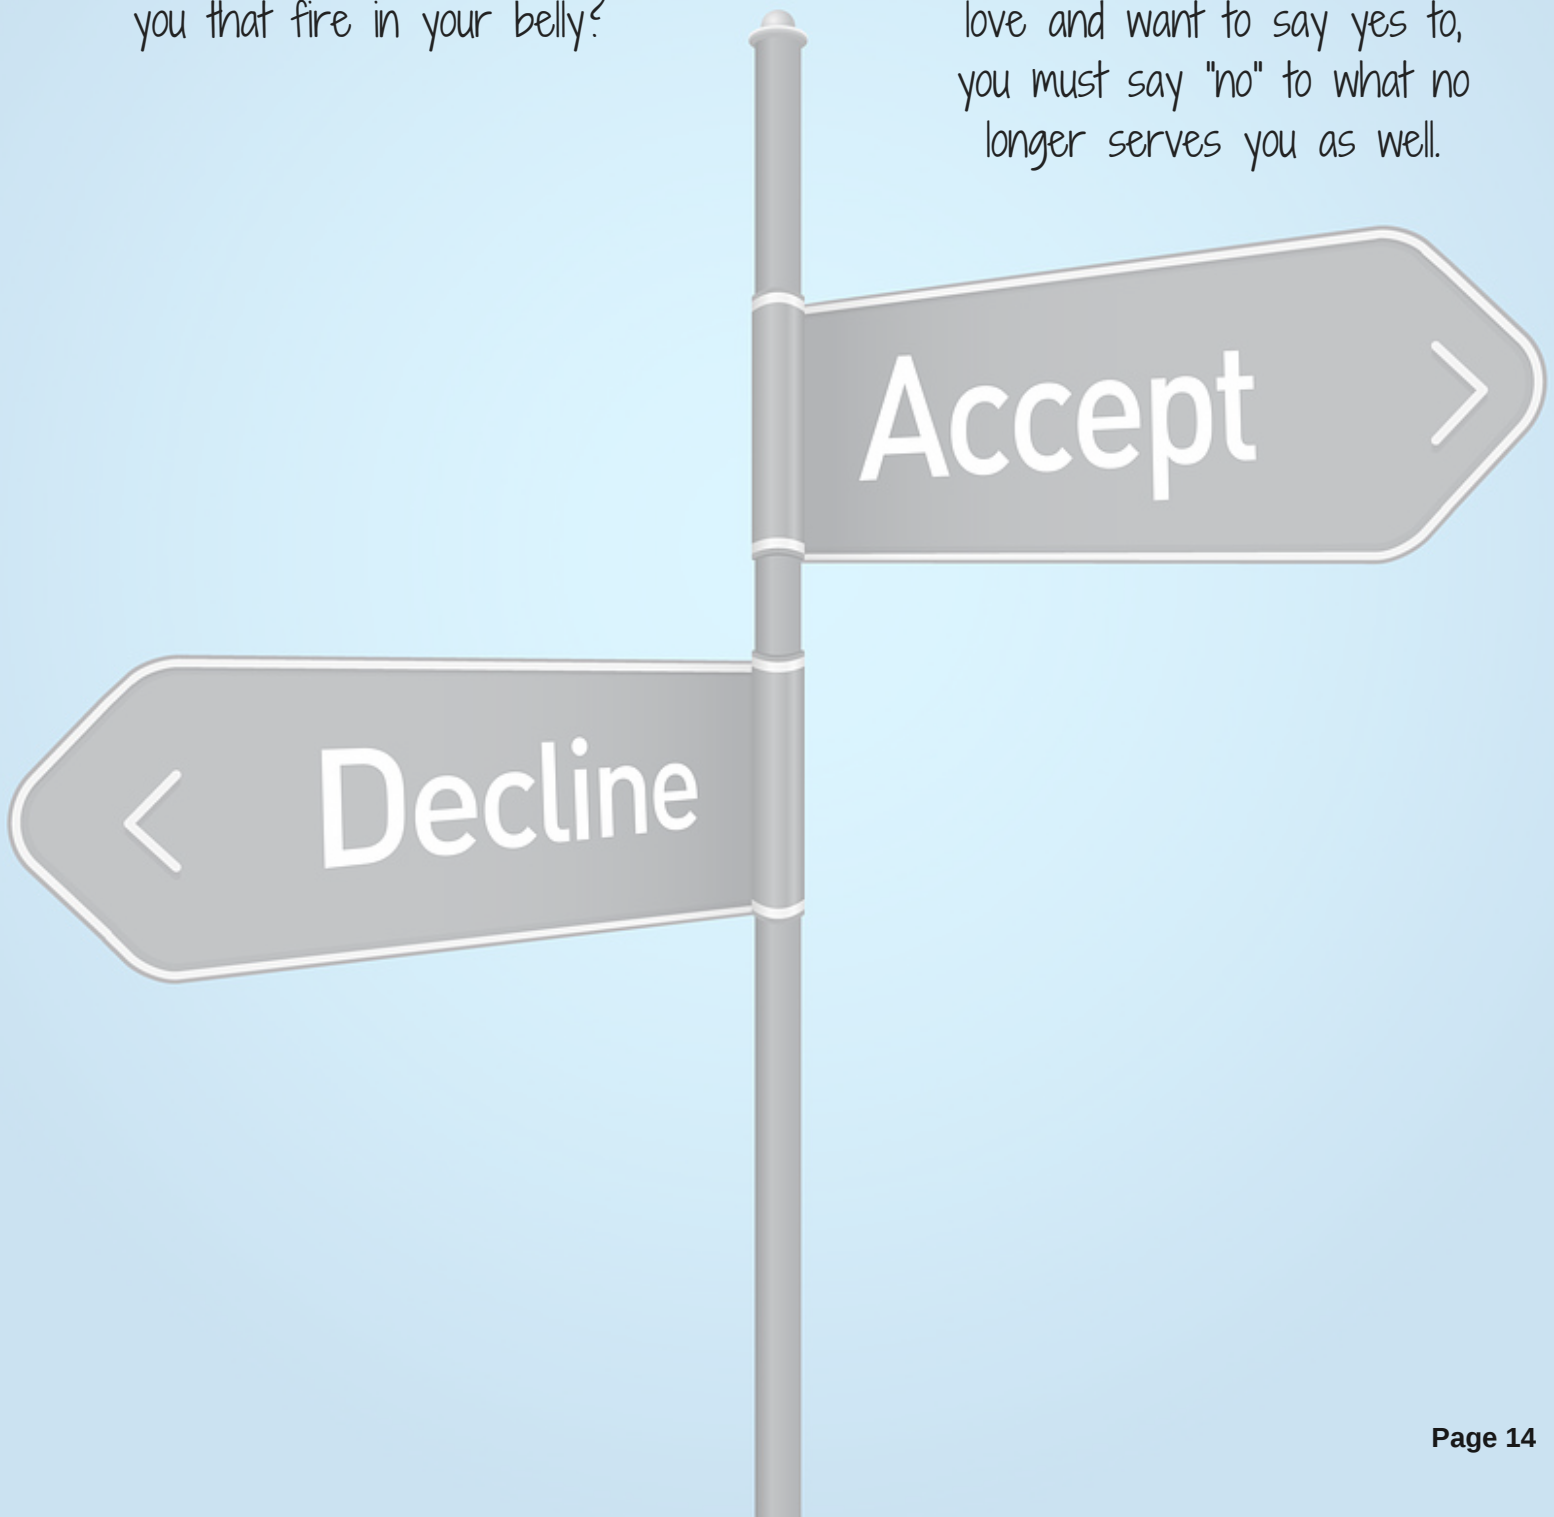 you that fire in your belly?
love and want to say yes to,
you must say "no" to what no
longer serves you as well.
Accept
Decline
Page 14